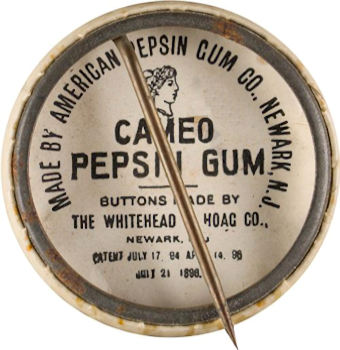 MADE BY AMERICAN PEPSIN GUM CO., NEWARK, N.J.
CAMEO
PEPSIN GUM
BUTTONS MADE BY
THE WHITEHEAD HOAG CO.,
NEWARK,
PATENT JULY 17, 94 14, 96
JULY 21 1896.